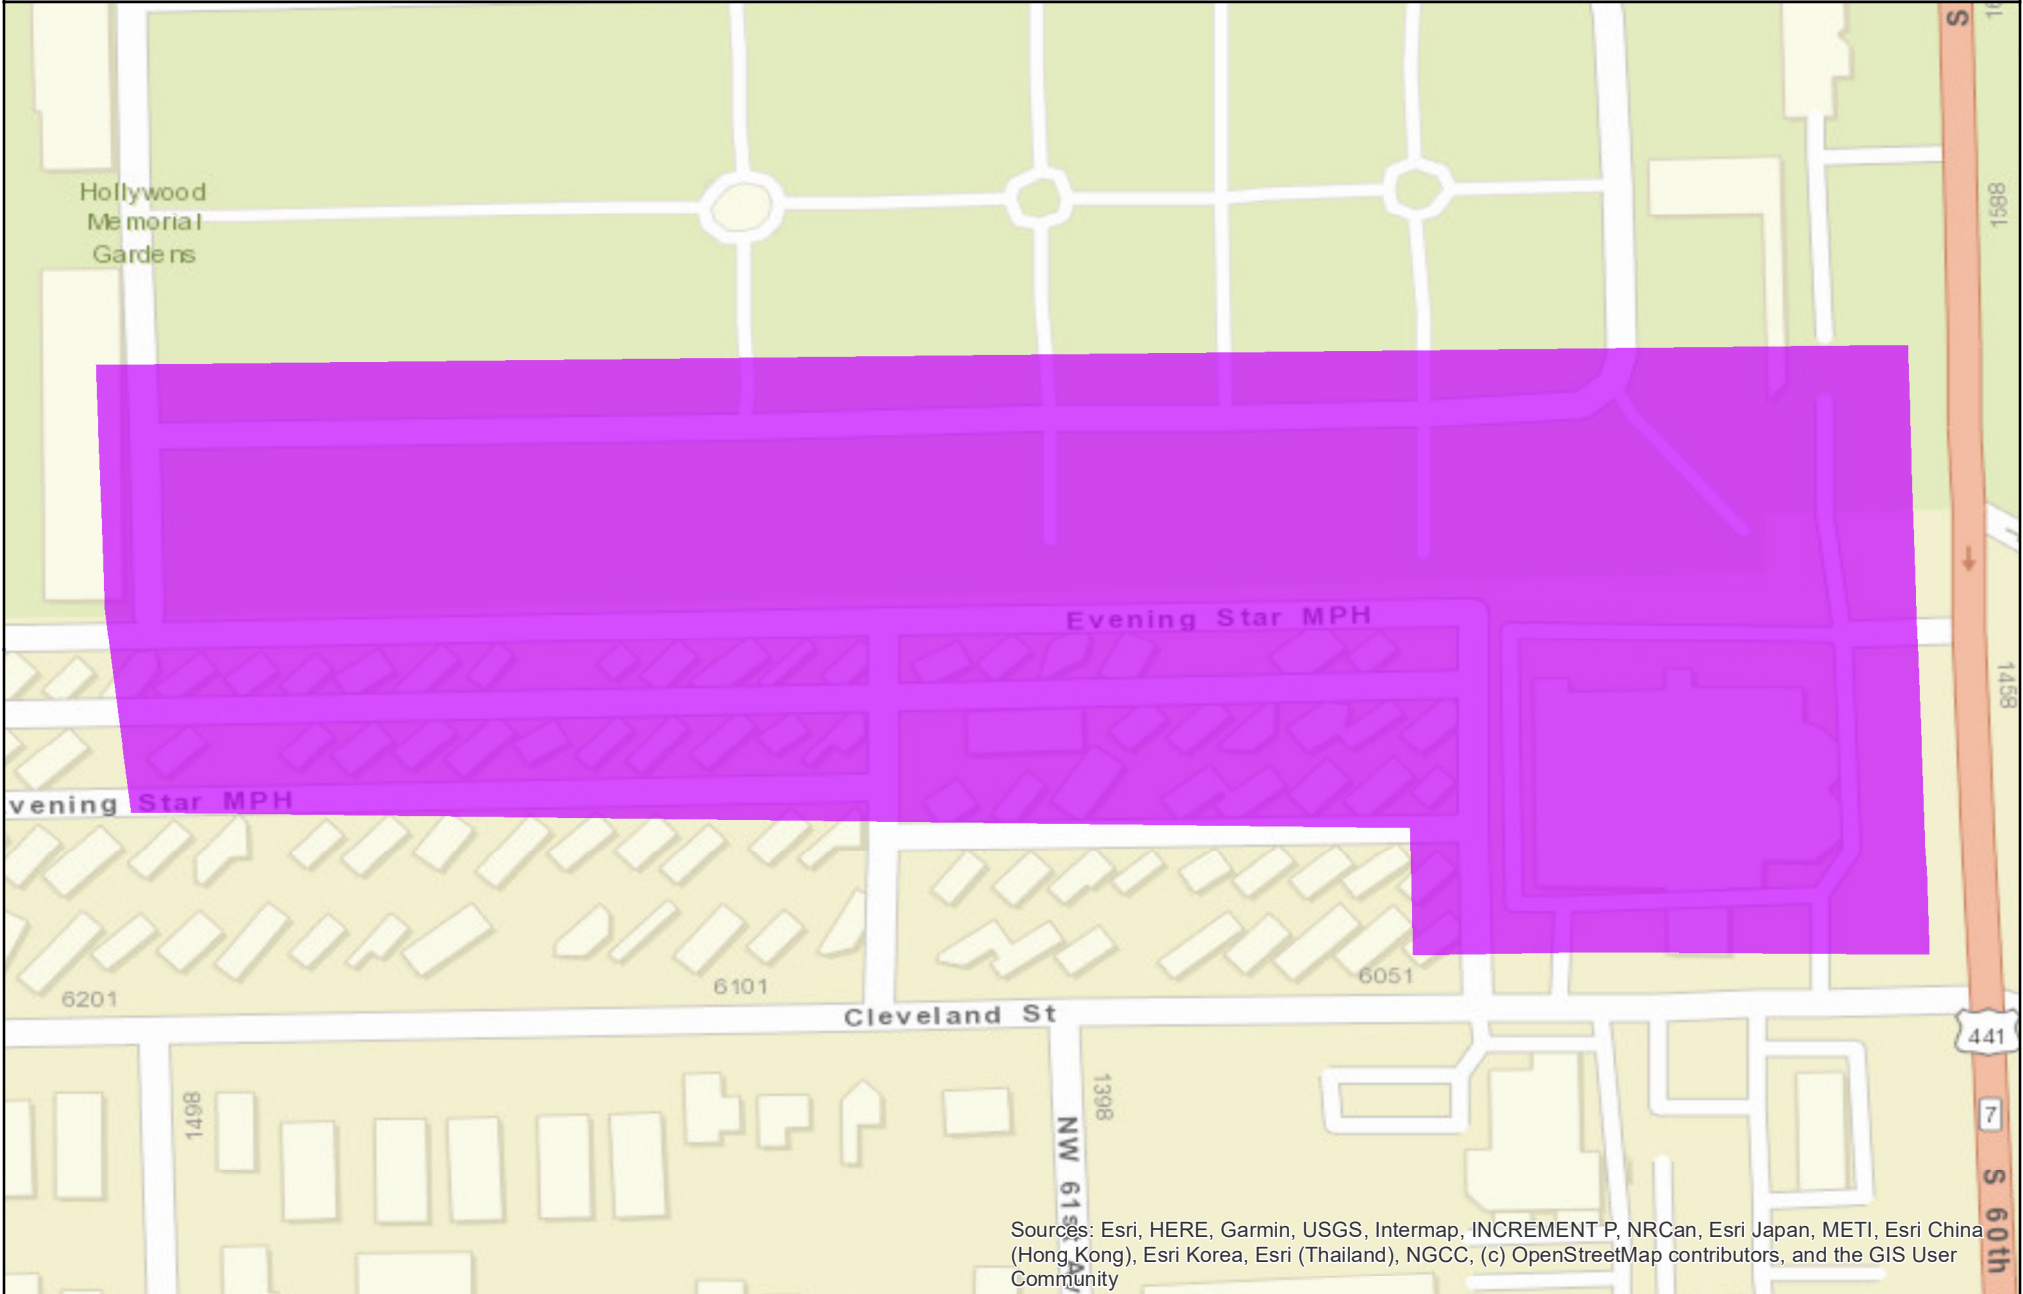 S
Hollywood
Memorial
Gardens
1588
Evening Star MPH
1458
vening Star MPH
6201
6101
6051
Cleveland St
441
1498
1398
7
NW 61st
S 60th
Sources: Esri, HERE, Garmin, USGS, Intermap, INCREMENT P, NRCan, Esri Japan, METI, Esri China
(Hong Kong), Esri Korea, Esri (Thailand), NGCC, (c) OpenStreetMap contributors, and the GIS User
Community